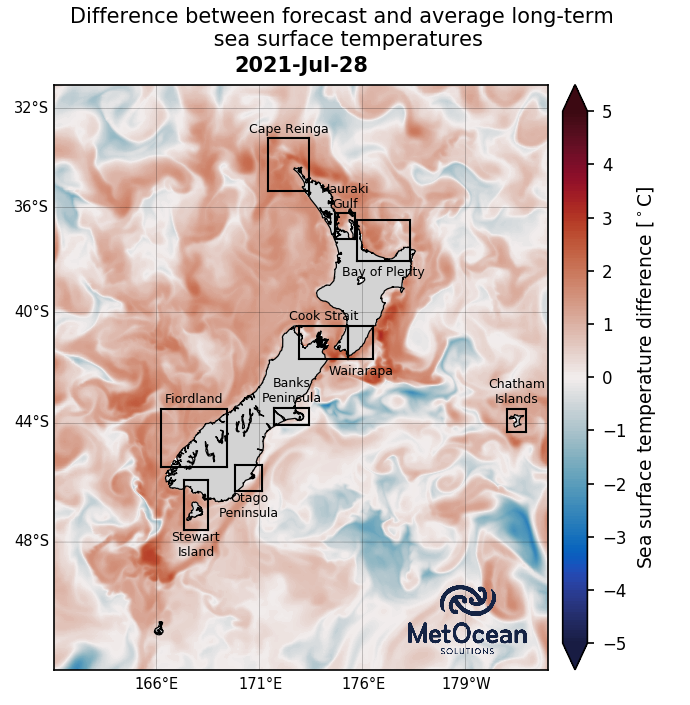 Difference between forecast and average long-term
sea surface temperatures
2021-Jul-28
32°S
36°S
40°S
44°S
48°S
166°E
171°E
176°E
179°W
Cape Reinga
Hauraki
Gulf
Bay of Plenty
Cook Strait
Wairarapa
Banks
Peninsula
Fiordland
Chatham
Islands
Otago
Peninsula
Stewart
Island
MetOcean
SOLUTIONS
5
4
3
2
1
0
−1
−2
−3
−4
−5
Sea surface temperature difference [°C]